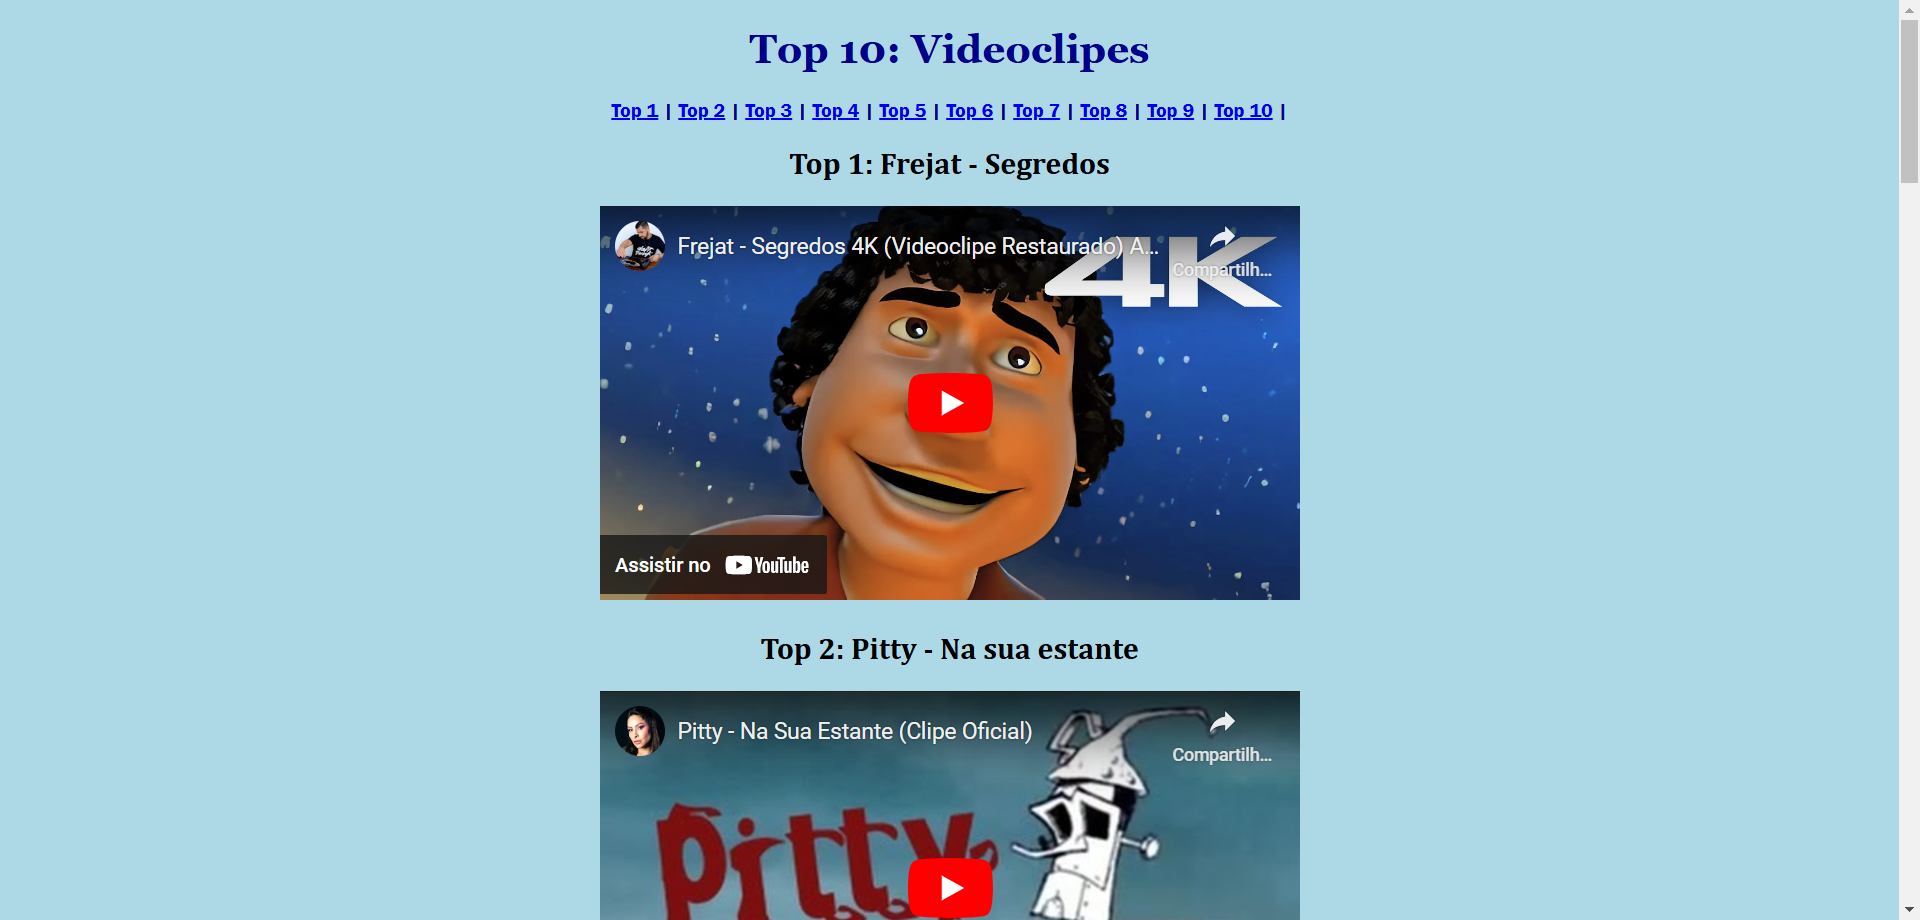 Top 10: Videoclipes
Top 1 | Top 2 | Top 3 | Top 4 | Top 5 | Top 6 | Top 7 | Top 8 | Top 9 | Top 10 |
Top 1: Frejat - Segredos
Frejat - Segredos 4K (Videoclipe Restaurado) A...
Compartilh...
4K
Assistir no YouTube
Top 2: Pitty - Na sua estante
Pitty - Na Sua Estante (Clipe Oficial)
Compartilh...
Pitty